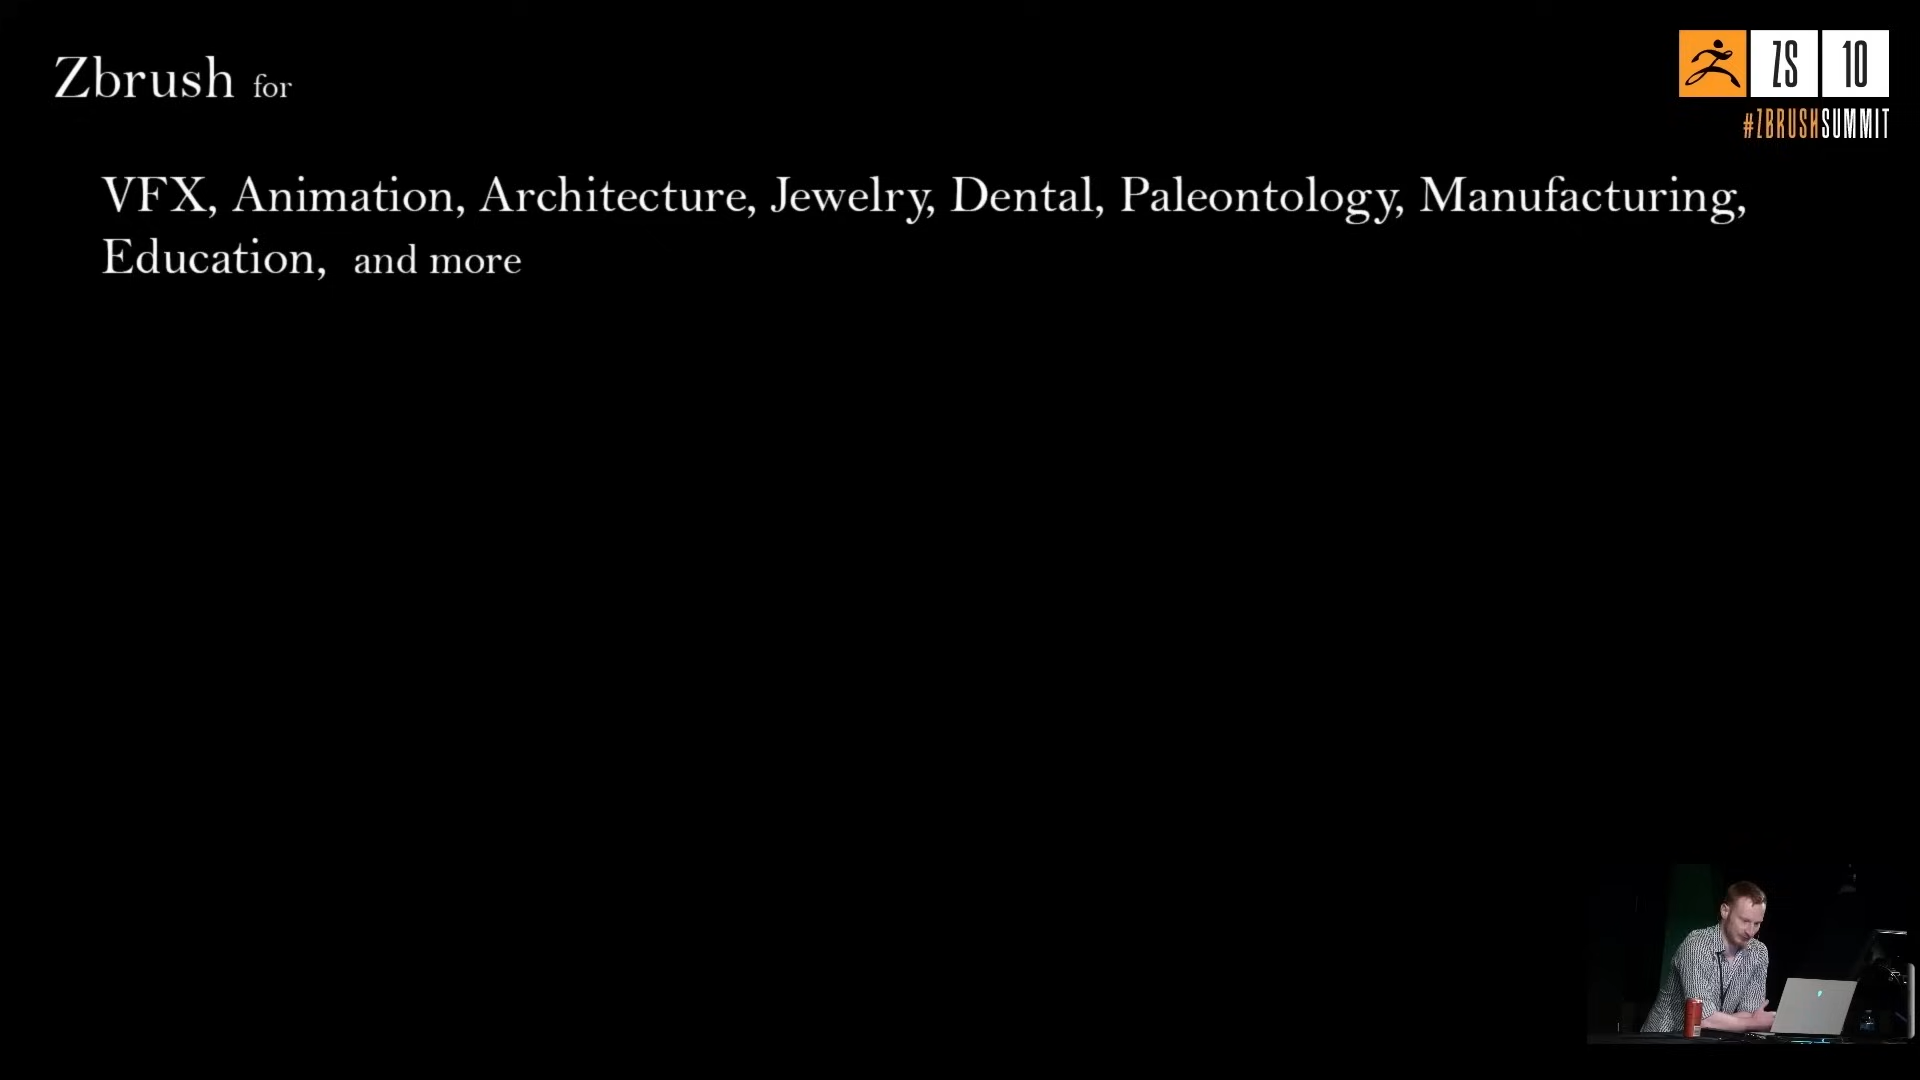 Zbrush for
ZS 10
#ZBRUSHSUMMIT
VFX, Animation, Architecture, Jewelry, Dental, Paleontology, Manufacturing,
Education, and more